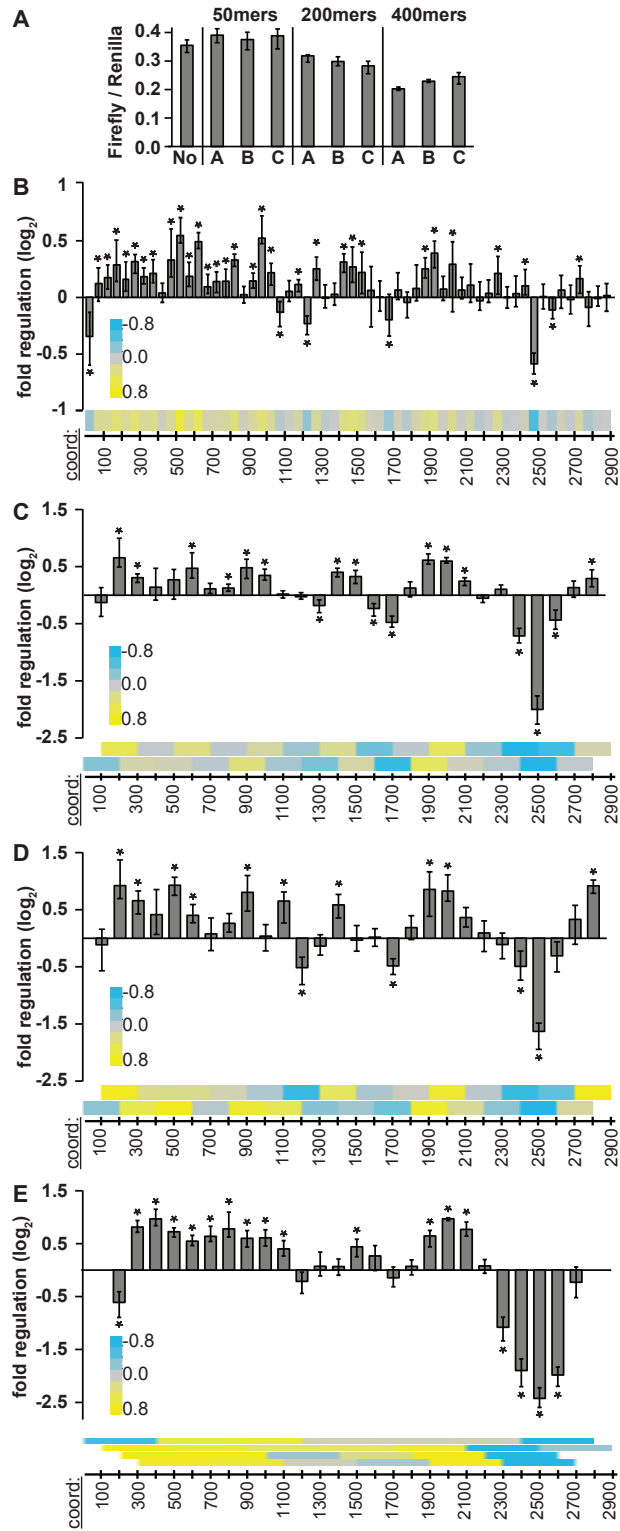 A
50mers 200mers 400mers
Firefly / Renilla
0.4
0.3
0.2
0.0
No A B C A B C A B C
B
fold regulation (log2)
1
0.5
0
-0.5
-1
* * * * * * * * * * * * * * * * * * * * * * * * * * * * * * * * * *
-0.8
0.0
0.8
coord:
100 300 500 700 900 1100 1300 1500 1700 1900 2100 2300 2500 2700 2900
C
fold regulation (log2)
1.5
0.5
-0.5
-1.5
-2.5
* * * * * * * * * * * * * * * * * *
-0.8
0.0
0.8
coord:
100 300 500 700 900 1100 1300 1500 1700 1900 2100 2300 2500 2700 2900
D
fold regulation (log2)
1.5
0.5
-0.5
-1.5
-2.5
* * * * * * * * * * * * * *
-0.8
0.0
0.8
coord:
100 300 500 700 900 1100 1300 1500 1700 1900 2100 2300 2500 2700 2900
E
fold regulation (log2)
1.5
0.5
-0.5
-1.5
-2.5
* * * * * * * * * * * * * * * * * *
-0.8
0.0
0.8
coord:
100 300 500 700 900 1100 1300 1500 1700 1900 2100 2300 2500 2700 2900